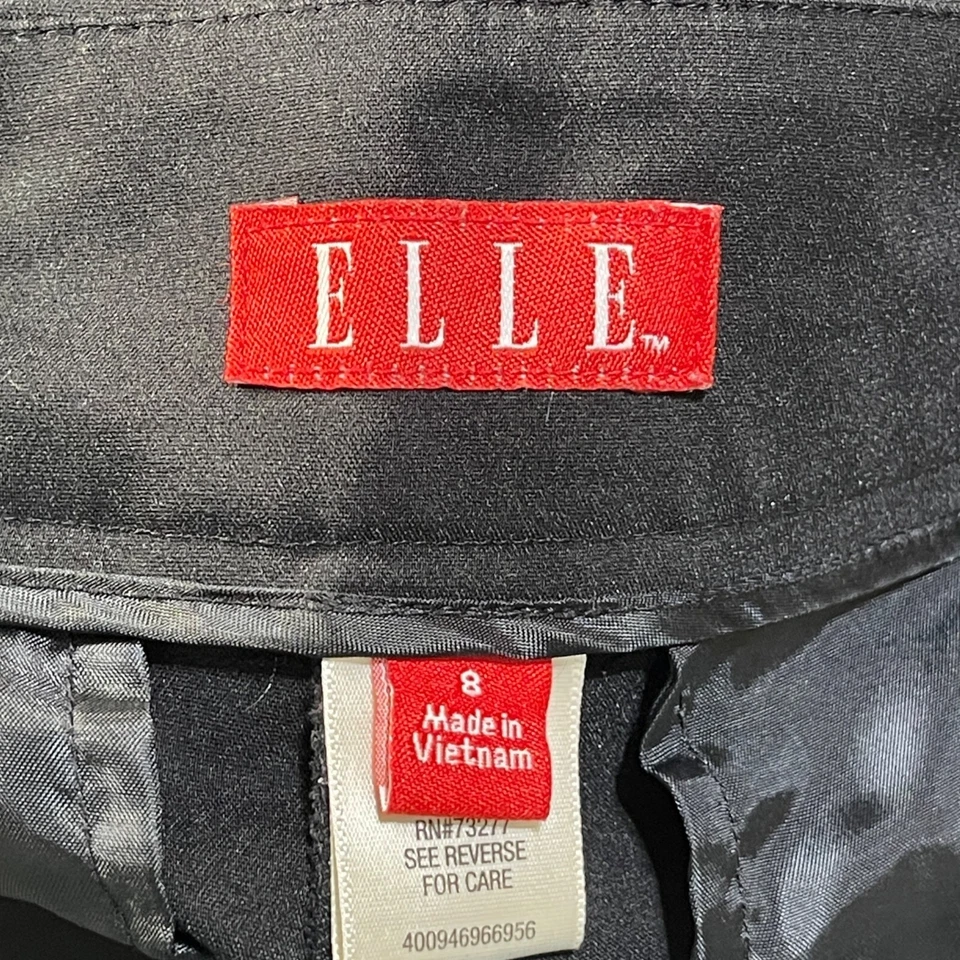 ELLE™
8
Made in
Vietnam
RN#73277
SEE REVERSE
FOR CARE
400946966956